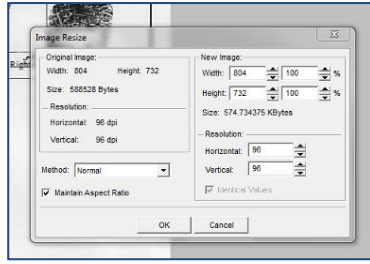 Image Resize
Right
Original Image:
Width: 804 Height: 732
Size: 588528 Bytes
Resolution:
Horizontal: 96 dpi
Vertical: 96 dpi
Method: Normal
Maintain Aspect Ratio
New Image:
Width: 804 100 %
Height: 732 100 %
Size: 574.734375 KBytes
Resolution:
Horizontal: 96
Vertical: 96
Identical Values
OK Cancel